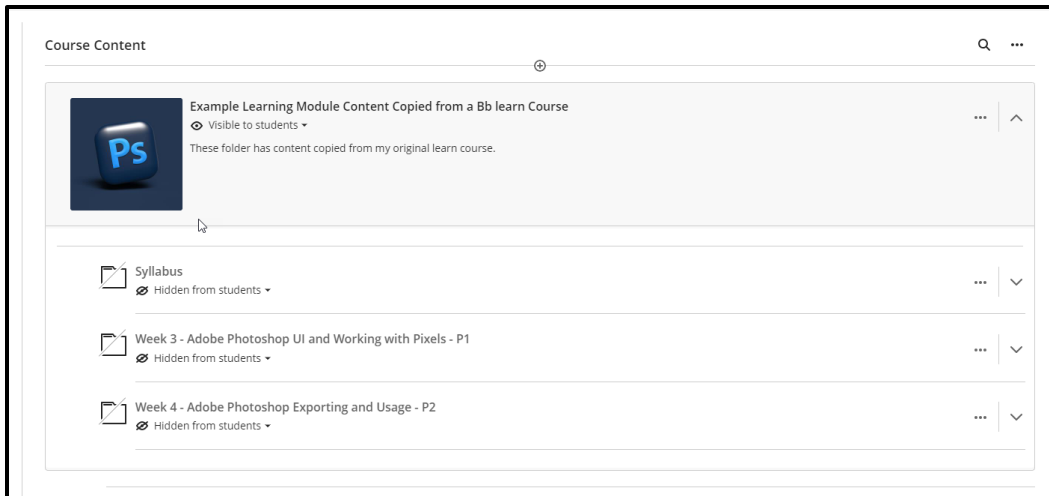 Course Content
Example Learning Module Content Copied from a Bb learn Course
Visible to students
Ps
These folder has content copied from my original learn course.
Syllabus
Hidden from students
Week 3 - Adobe Photoshop UI and Working with Pixels - P1
Hidden from students
Week 4 - Adobe Photoshop Exporting and Usage - P2
Hidden from students